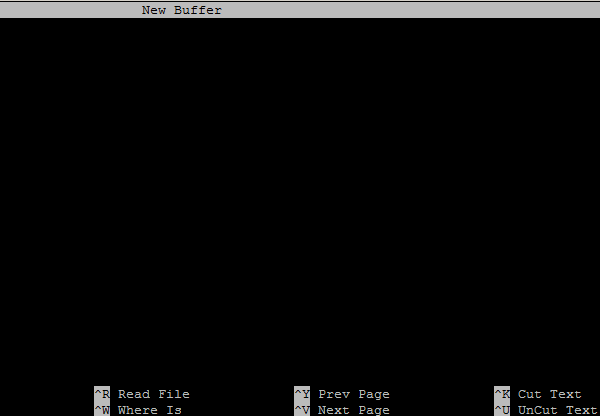 New Buffer
^R Read File ^Y Prev Page ^K Cut Text
^W Where Is ^V Next Page ^U UnCut Text